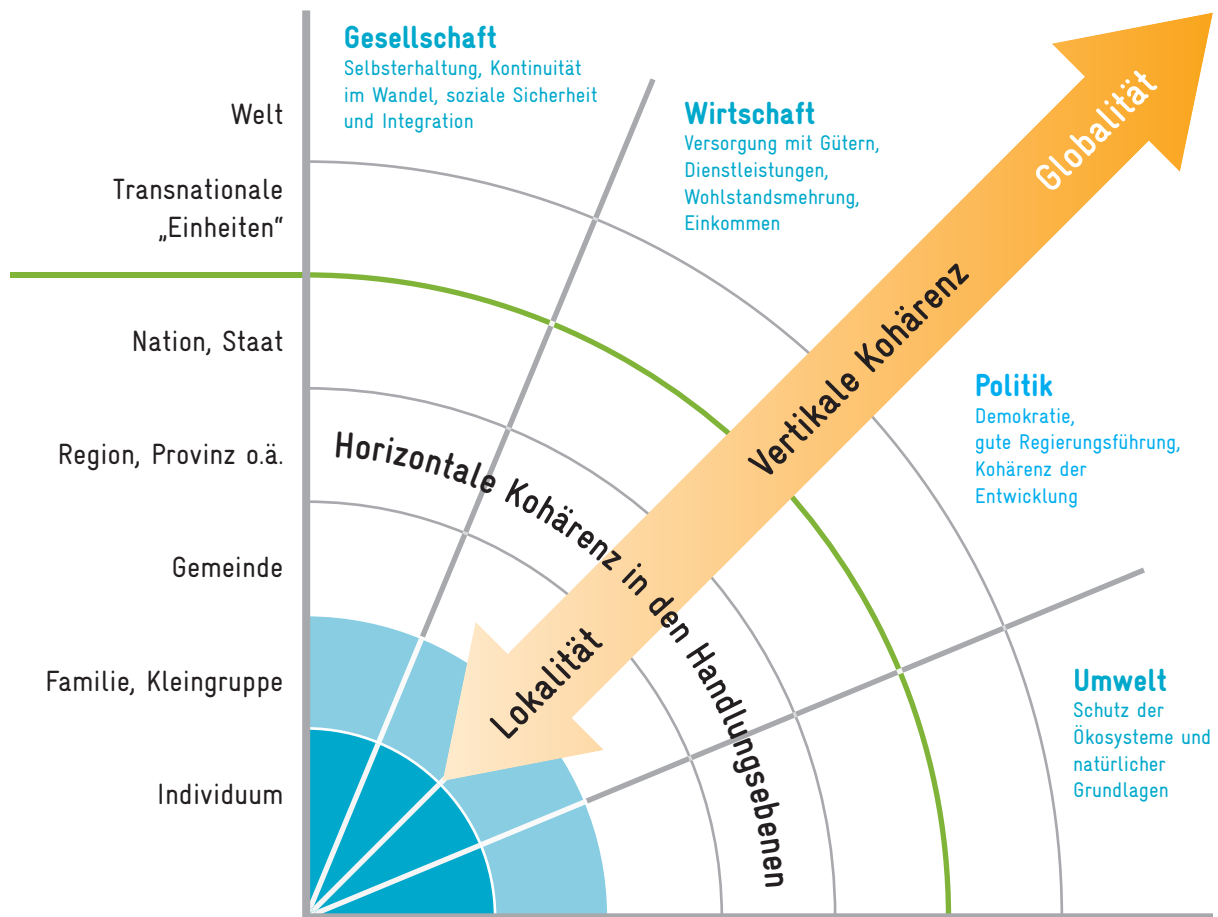 Gesellschaft
Selbsterhaltung, Kontinuität
im Wandel, soziale Sicherheit
und Integration
Wirtschaft
Versorgung mit Gütern,
Dienstleistungen,
Wohlstandsmehrung,
Einkommen
Politik
Demokratie,
gute Regierungsführung,
Kohärenz der
Entwicklung
Umwelt
Schutz der
Ökosysteme und
natürlicher
Grundlagen
Welt
Transnationale
„Einheiten“
Nation, Staat
Region, Provinz o.ä.
Gemeinde
Familie, Kleingruppe
Individuum
Globalität
Vertikale Kohärenz
Lokalität
Horizontale Kohärenz in den Handlungsebenen